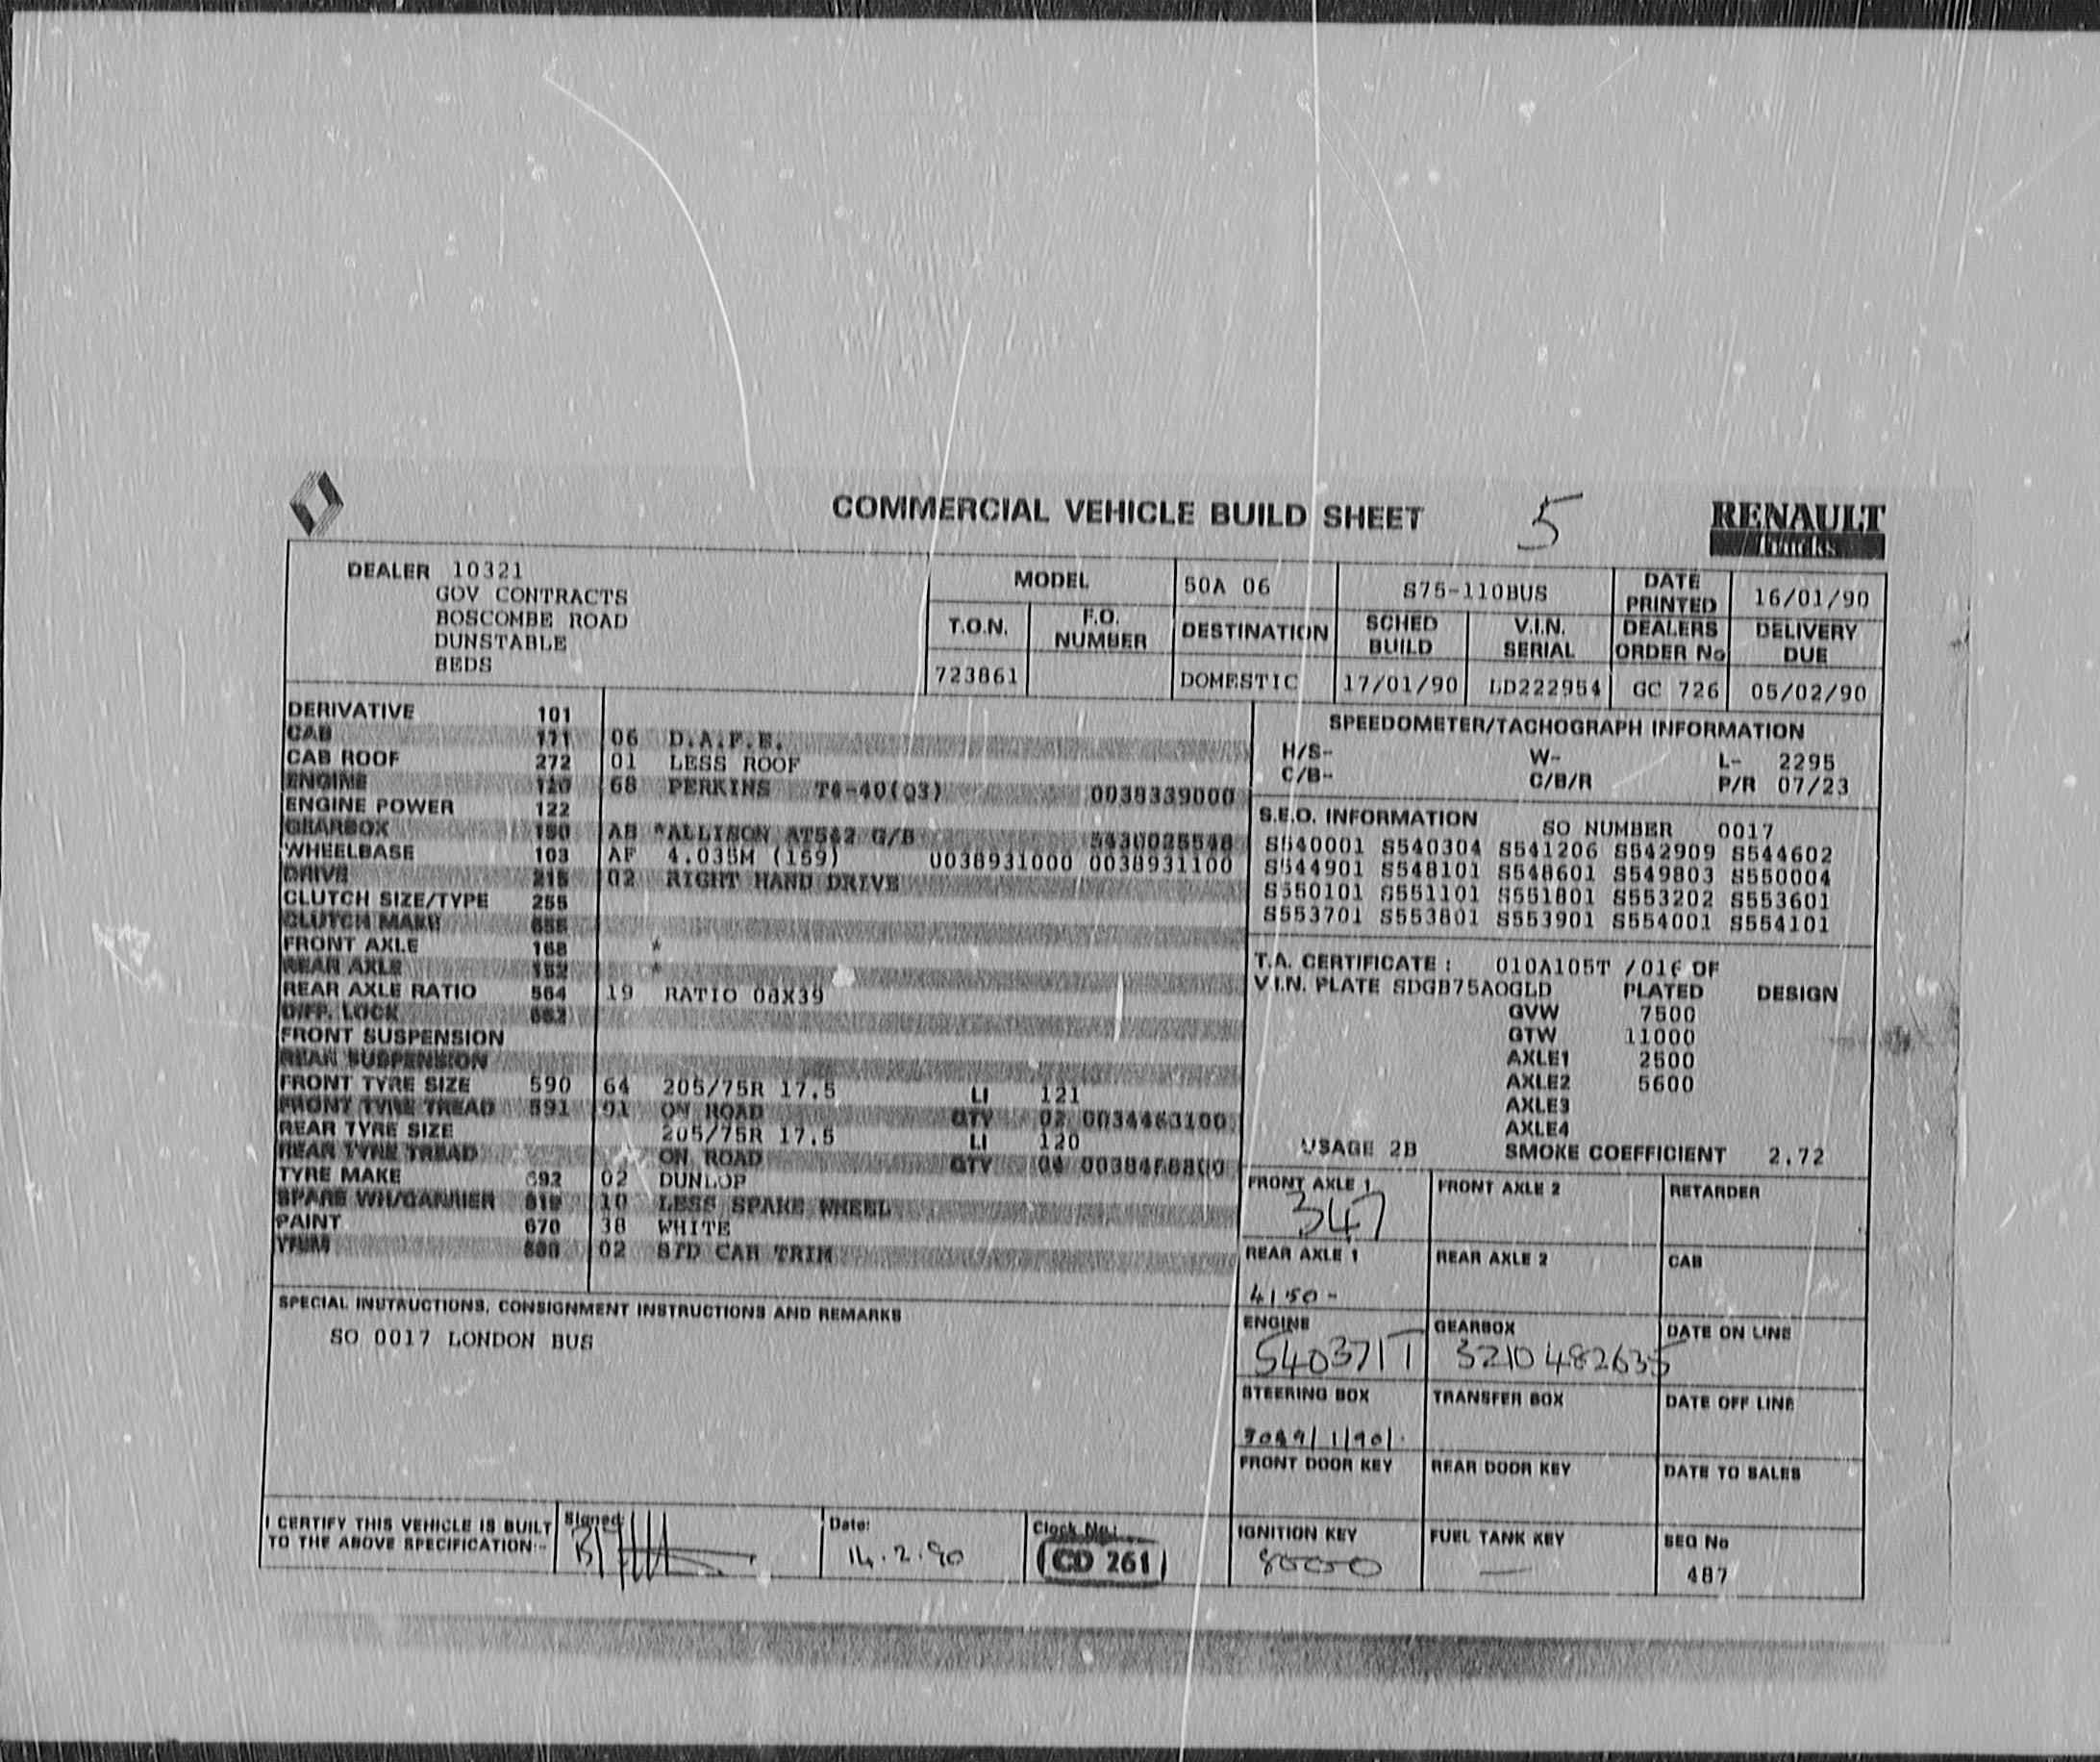 COMMERCIAL VEHICLE BUILD SHEET 5 RENAULT
Trucks
DEALER 10321
GOV CONTRACTS
BOSCOMBE ROAD
DUNSTABLE
BEDS
MODEL 50A 06 S75-110BUS DATE PRINTED 16/01/90
T.O.N. F.O. NUMBER DESTINATION SCHED BUILD V.I.N. SERIAL DEALERS ORDER No DELIVERY DUE
723861 DOMESTIC 17/01/90 LD222954 GC 726 05/02/90
DERIVATIVE 101
CAB 171 06 D.A.F.E.
CAB ROOF 272 01 LESS ROOF
ENGINE 120 68 PERKINS T4-40(Q3) 0038339000
ENGINE POWER 122
GEARBOX 150 AB *ALLISON AT542 G/B 5430025548
WHEELBASE 103 AF 4.035M (159) 0038931000 0038931100
DRIVE 215 02 RIGHT HAND DRIVE
CLUTCH SIZE/TYPE 255
CLUTCH MAKE
FRONT AXLE 168 *
REAR AXLE 152 *
REAR AXLE RATIO 564 19 RATIO 08X39
DIFF. LOCK
FRONT SUSPENSION
REAR SUSPENSION
FRONT TYRE SIZE 590 64 205/75R 17.5 LI 121
FRONT TYRE TREAD 591 01 ON ROAD QTY 02 0034463100
REAR TYRE SIZE 205/75R 17.5 LI 120
REAR TYRE TREAD ON ROAD QTY 04
TYRE MAKE 692 02 DUNLOP
SPARE WH/CARRIER 619 10 LESS SPARE WHEEL
PAINT 670 38 WHITE
TRIM 02 STD CAB TRIM
SPEEDOMETER/TACHOGRAPH INFORMATION
H/S- W- L- 2295
C/B- C/B/R P/R 07/23
S.E.O. INFORMATION SO NUMBER 0017
S540001 S540304 S541206 S542909 S544602
S544901 S548101 S548601 S549803 S550004
S550101 S551101 S551801 S553202 S553601
S553701 S553801 S553901 S554001 S554101
T.A. CERTIFICATE : 010A105T /016 OF
V.I.N. PLATE SDGB75AOGLD PLATED DESIGN
GVW 7500
GTW 11000
AXLE1 2500
AXLE2 5600
AXLE3
AXLE4
USAGE 2B SMOKE COEFFICIENT 2.72
FRONT AXLE 1 FRONT AXLE 2 RETARDER
347
REAR AXLE 1 REAR AXLE 2 CAB
4150 -
ENGINE GEARBOX DATE ON LINE
540371T 3210482635
STEERING BOX TRANSFER BOX DATE OFF LINE
FRONT DOOR KEY REAR DOOR KEY DATE TO SALES
IGNITION KEY FUEL TANK KEY SEQ No
80050 — 487
SPECIAL INSTRUCTIONS, CONSIGNMENT INSTRUCTIONS AND REMARKS
SO 0017 LONDON BUS
I CERTIFY THIS VEHICLE IS BUILT
TO THE ABOVE SPECIFICATION:-
Signed:
Date:
14.2.90
Clock No.:
CD 261